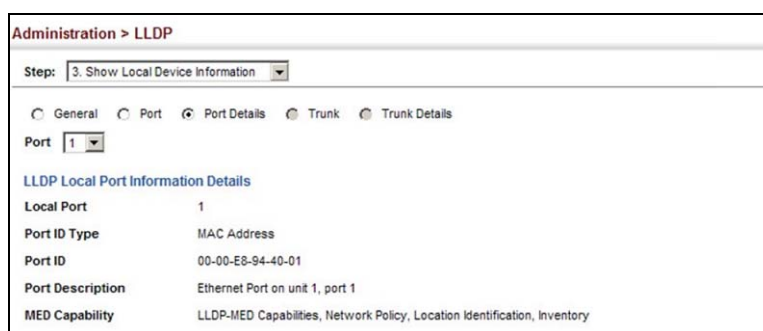 Administration > LLDP
Step: 3. Show Local Device Information
General Port Port Details Trunk Trunk Details
Port 1
LLDP Local Port Information Details
Local Port 1
Port ID Type MAC Address
Port ID 00-00-E8-94-40-01
Port Description Ethernet Port on unit 1, port 1
MED Capability LLDP-MED Capabilities, Network Policy, Location Identification, Inventory